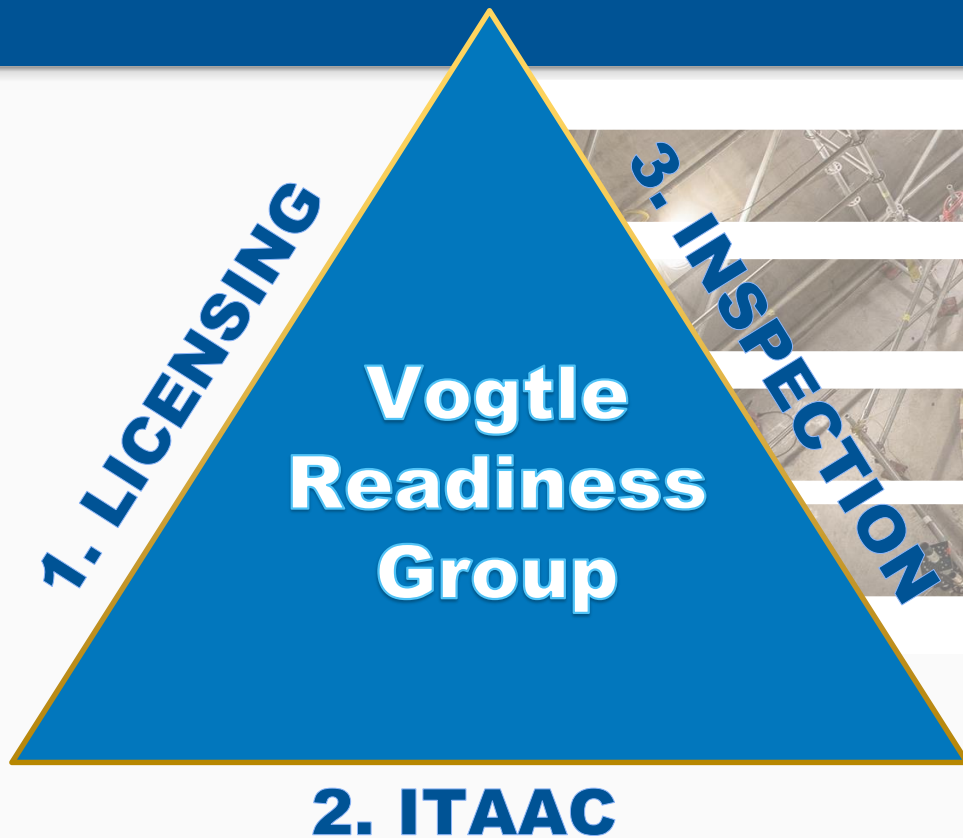 1. LICENSING
3. INSPECTION
Vogtle
Readiness
Group
2. ITAAC